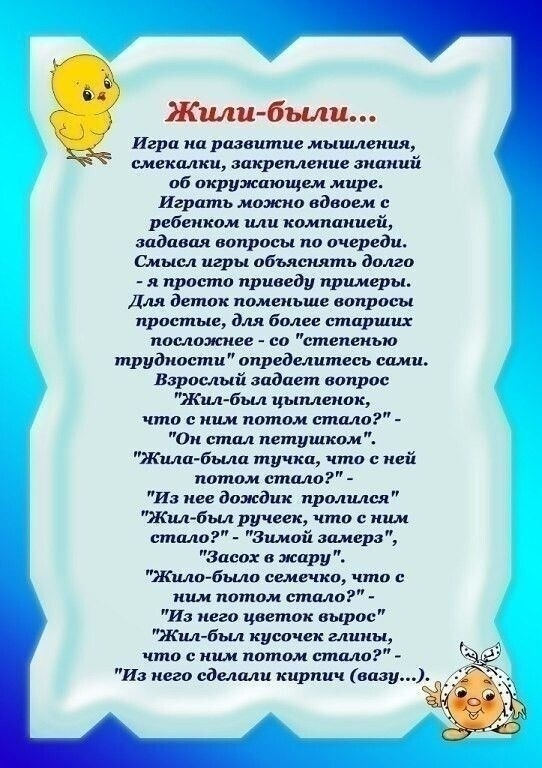 Жили-были...
Игра на развитие мышления,
смекалки, закрепление знаний
об окружающем мире.
Играть можно вдвоем с
ребенком или компанией,
задавая вопросы по очереди.
Смысл игры объяснять долго
- я просто приведу примеры.
Для деток поменьше вопросы
простые, для более старших
посложнее - со "степенью
трудности" определитесь сами.
Взрослый задает вопрос
"Жил-был цыпленок,
что с ним потом стало?" -
"Он стал петушком".
"Жила-была тучка, что с ней
потом стало?" -
"Из нее дождик пролился"
"Жил-был ручеек, что с ним
стало?" - "Зимой замерз",
"Засох в жару".
"Жило-было семечко, что с
ним потом стало?" -
"Из него цветок вырос"
"Жил-был кусочек глины,
что с ним потом стало?" -
"Из него сделали кирпич (вазу...).